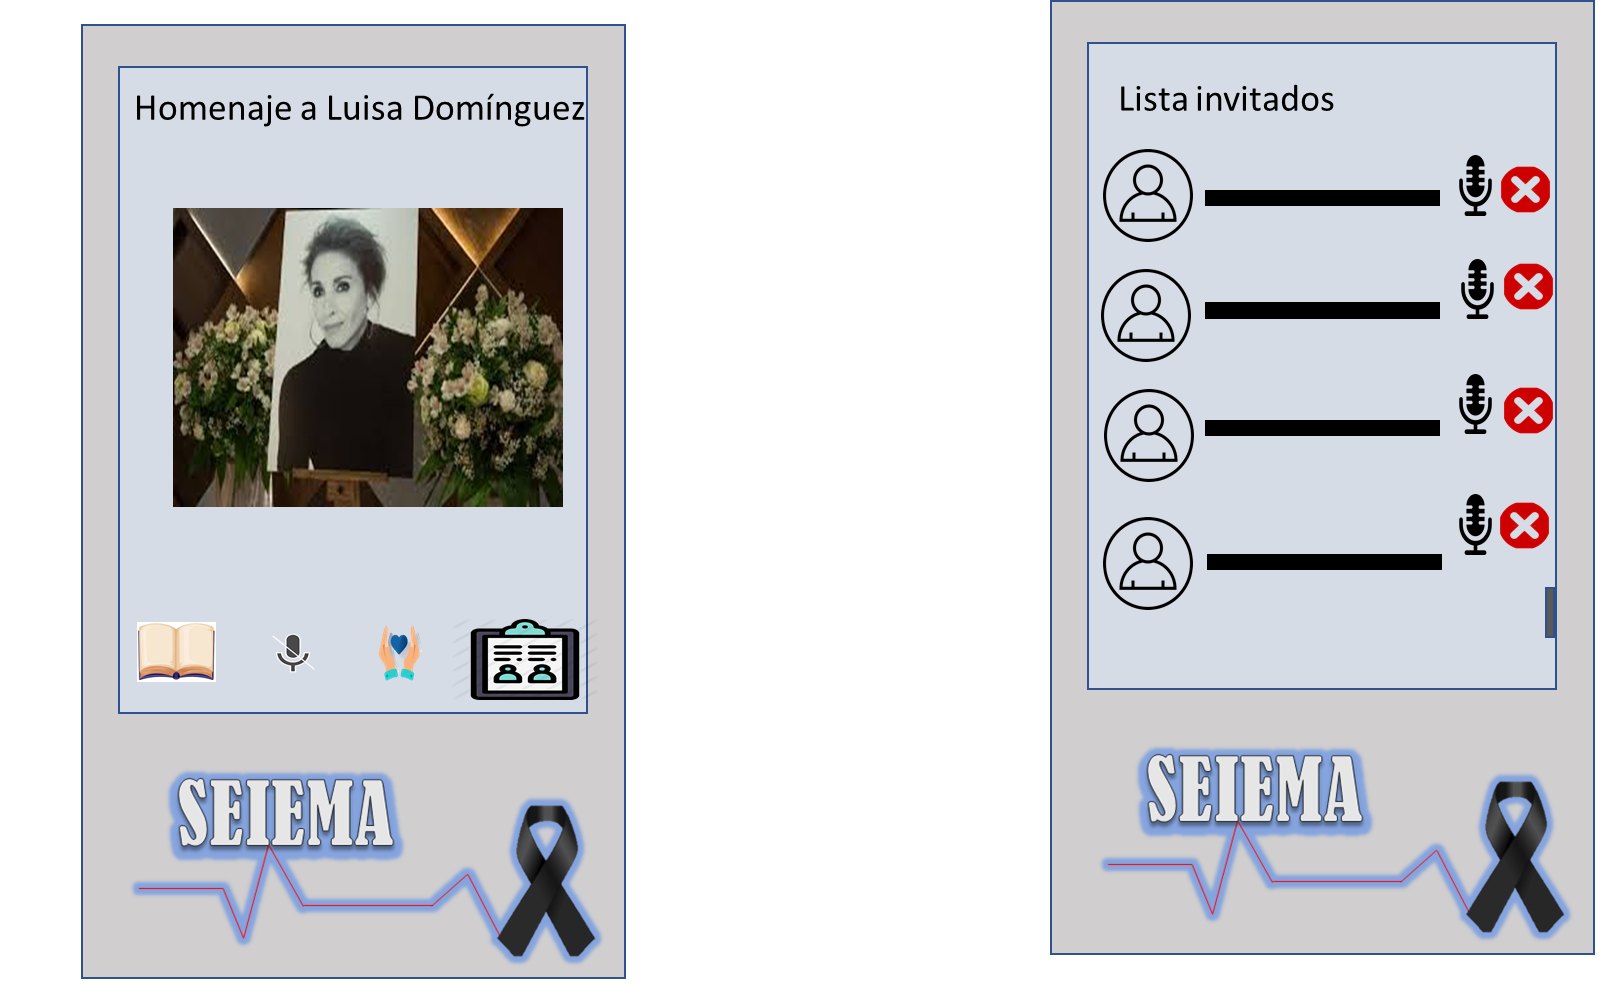 Homenaje a Luisa Domínguez
SEIEMA
Lista invitados
SEIEMA